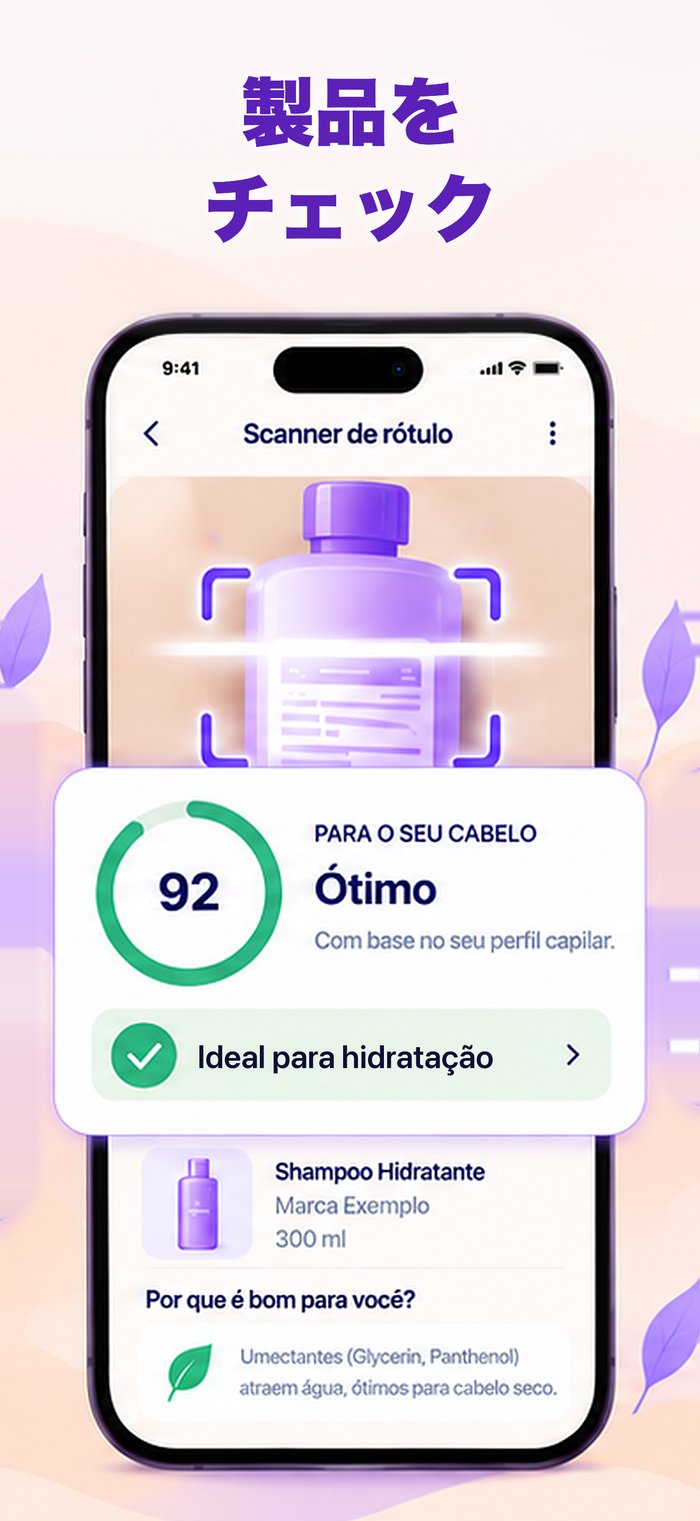 製品を
チェック
9:41
Scanner de rótulo
92
PARA O SEU CABELO
Ótimo
Com base no seu perfil capilar.
Ideal para hidratação
Shampoo Hidratante
Marca Exemplo
300 ml
Por que é bom para você?
Umectantes (Glycerin, Panthenol)
atraem água, ótimos para cabelo seco.